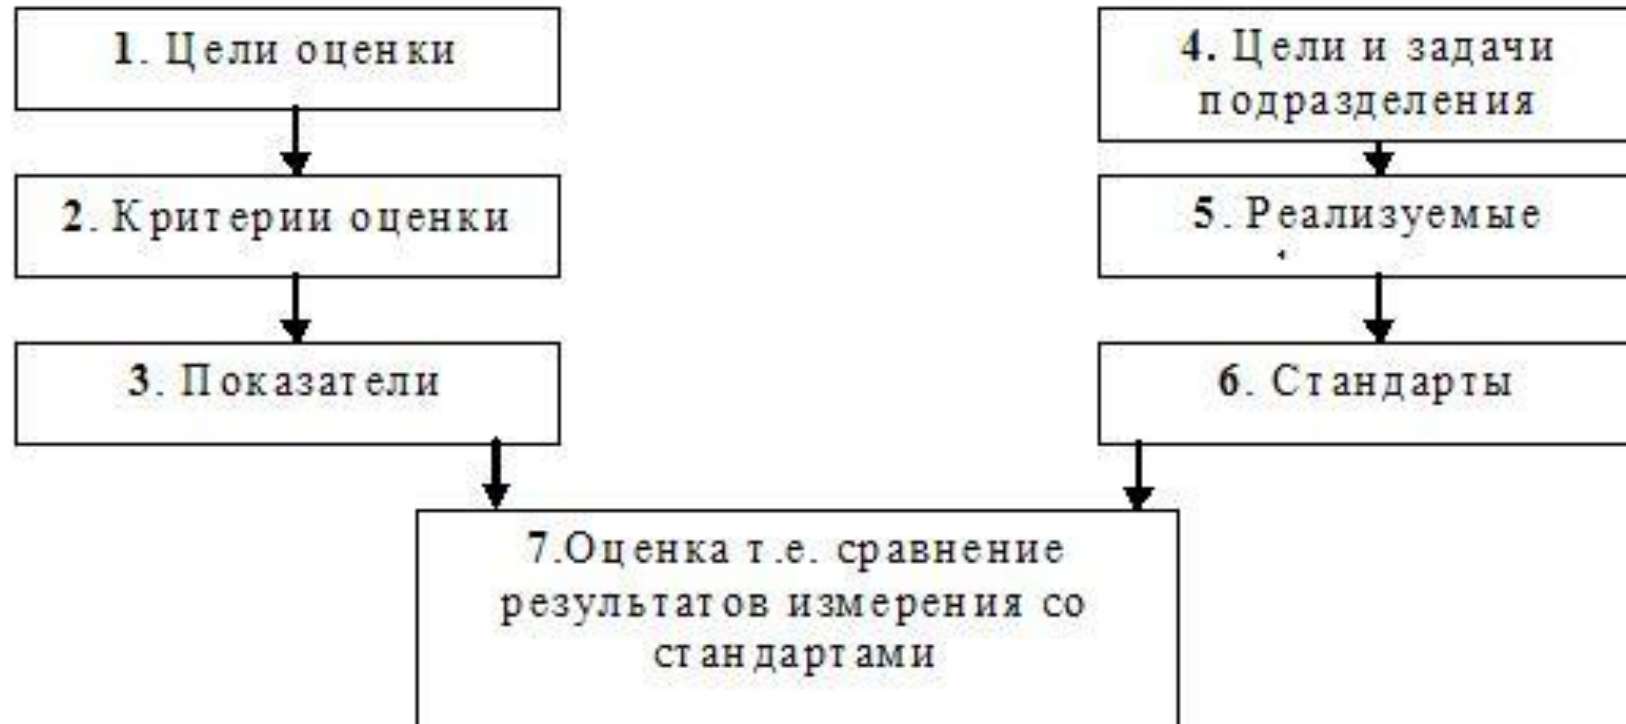 1. Цели оценки
2. Критерии оценки
3. Показатели
4. Цели и задачи
подразделения
5. Реализуемые
6. Стандарты
7.Оценка т.е. сравнение
результатов измерения со
стандартами